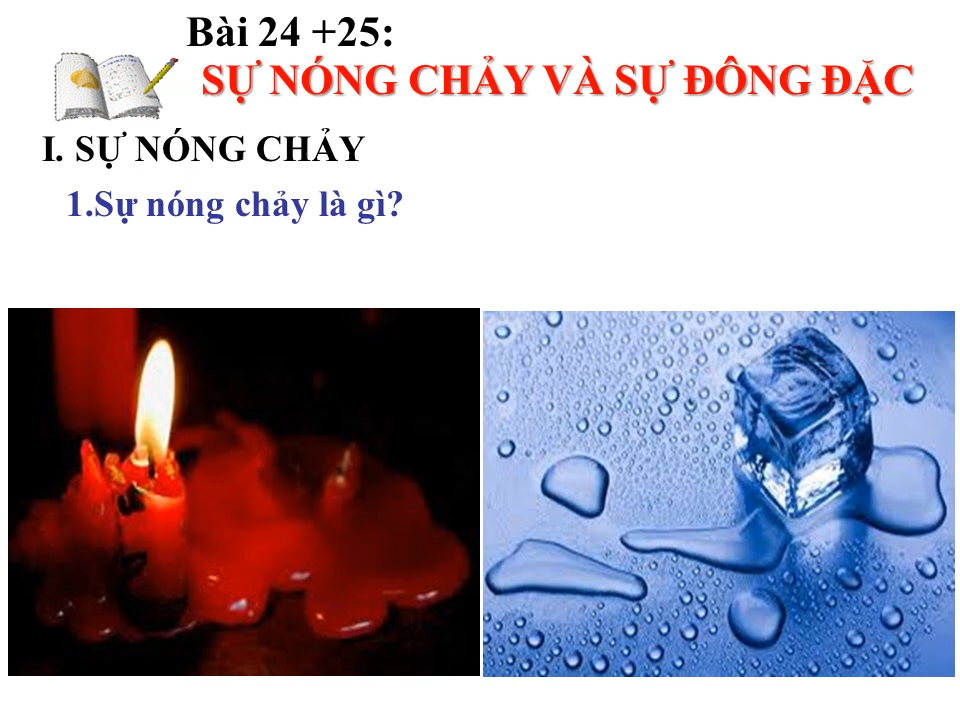 Bài 24 +25:
SỰ NÓNG CHẢY VÀ SỰ ĐÔNG ĐẶC
I. SỰ NÓNG CHẢY
1.Sự nóng chảy là gì?